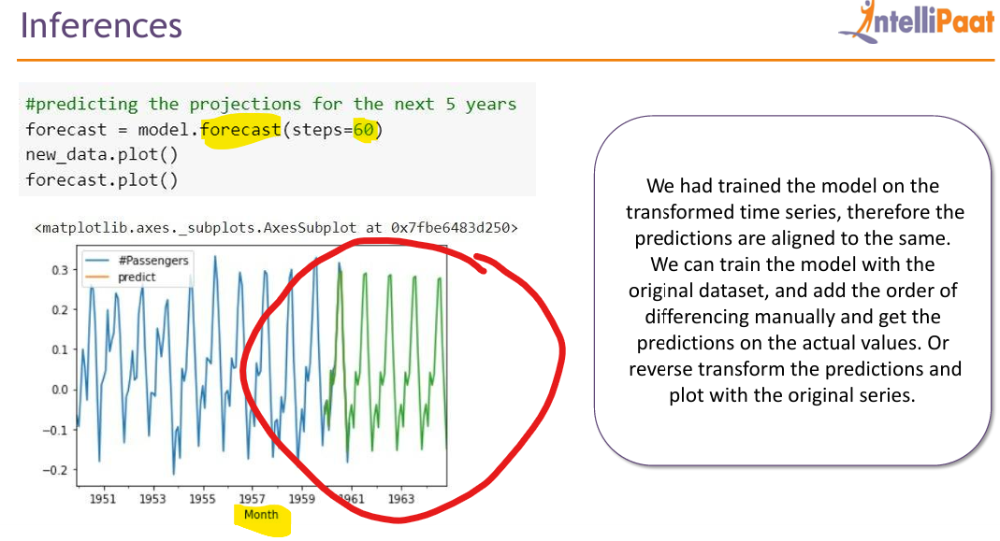 Inferences
IntelliPaat
#predicting the projections for the next 5 years
forecast = model.forecast(steps=60)
new_data.plot()
forecast.plot()
<matplotlib.axes._subplots.AxesSubplot at 0x7fbe6483d250>
#Passengers
predict
0.3
0.2
0.1
0.0
−0.1
−0.2
1951 1953 1955 1957 1959 1961 1963
Month
We had trained the model on the
transformed time series, therefore the
predictions are aligned to the same.
We can train the model with the
original dataset, and add the order of
differencing manually and get the
predictions on the actual values. Or
reverse transform the predictions and
plot with the original series.